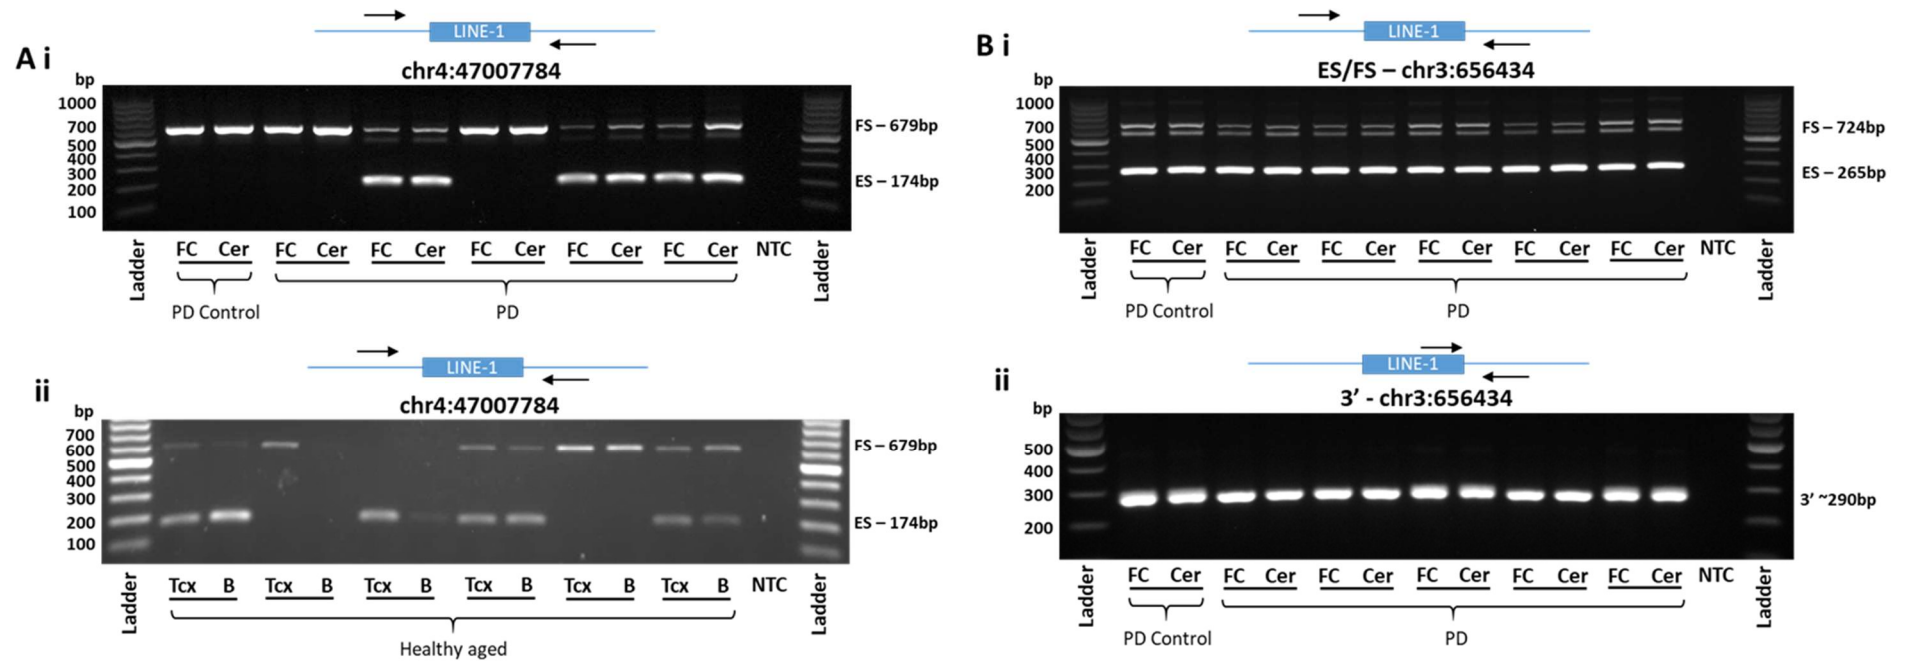 A i
LINE-1
chr4:47007784
bp
1000
700
500
400
300
200
100
FS – 679bp
ES – 174bp
Ladder FC Cer FC Cer FC Cer FC Cer FC Cer FC Cer NTC Ladder
PD Control PD
ii
LINE-1
chr4:47007784
bp
700
600
500
400
300
200
100
FS – 679bp
ES – 174bp
Ladder Tcx B Tcx B Tcx B Tcx B Tcx B Tcx B NTC Ladder
Healthy aged
B i
LINE-1
ES/FS – chr3:656434
bp
1000
700
500
400
300
200
FS – 724bp
ES – 265bp
Ladder FC Cer FC Cer FC Cer FC Cer FC Cer FC Cer NTC Ladder
PD Control PD
ii
LINE-1
3’ - chr3:656434
bp
500
400
300
200
3’ ~290bp
Ladder FC Cer FC Cer FC Cer FC Cer FC Cer FC Cer NTC Ladder
PD Control PD